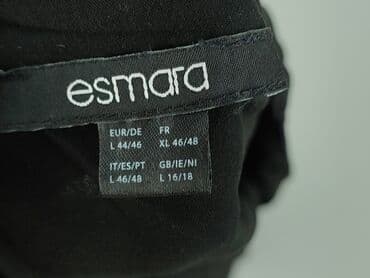 esmara
EUR/DE FR
L 44/46 XL 46/48
IT/ES/PT GB/IE/NI
L 46/48 L 16/18